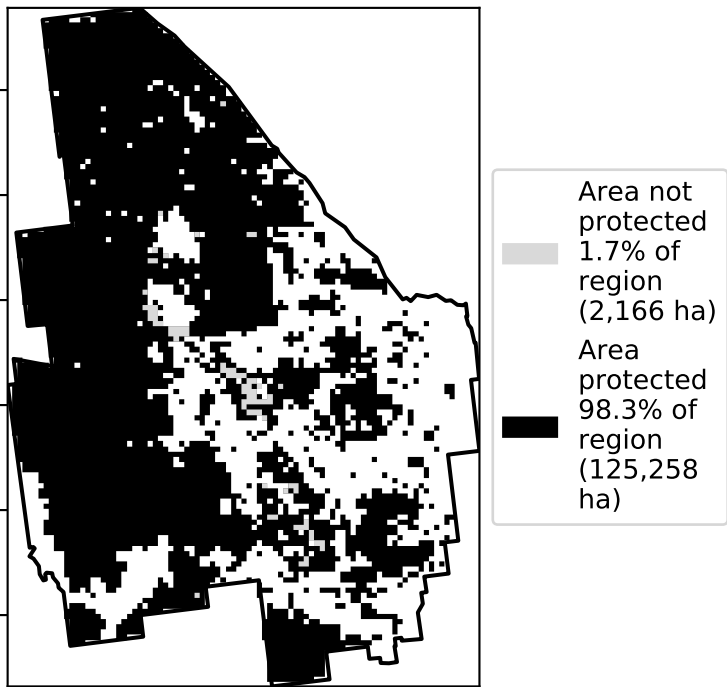 Area not
protected
1.7% of
region
(2,166 ha)
Area
protected
98.3% of
region
(125,258
ha)